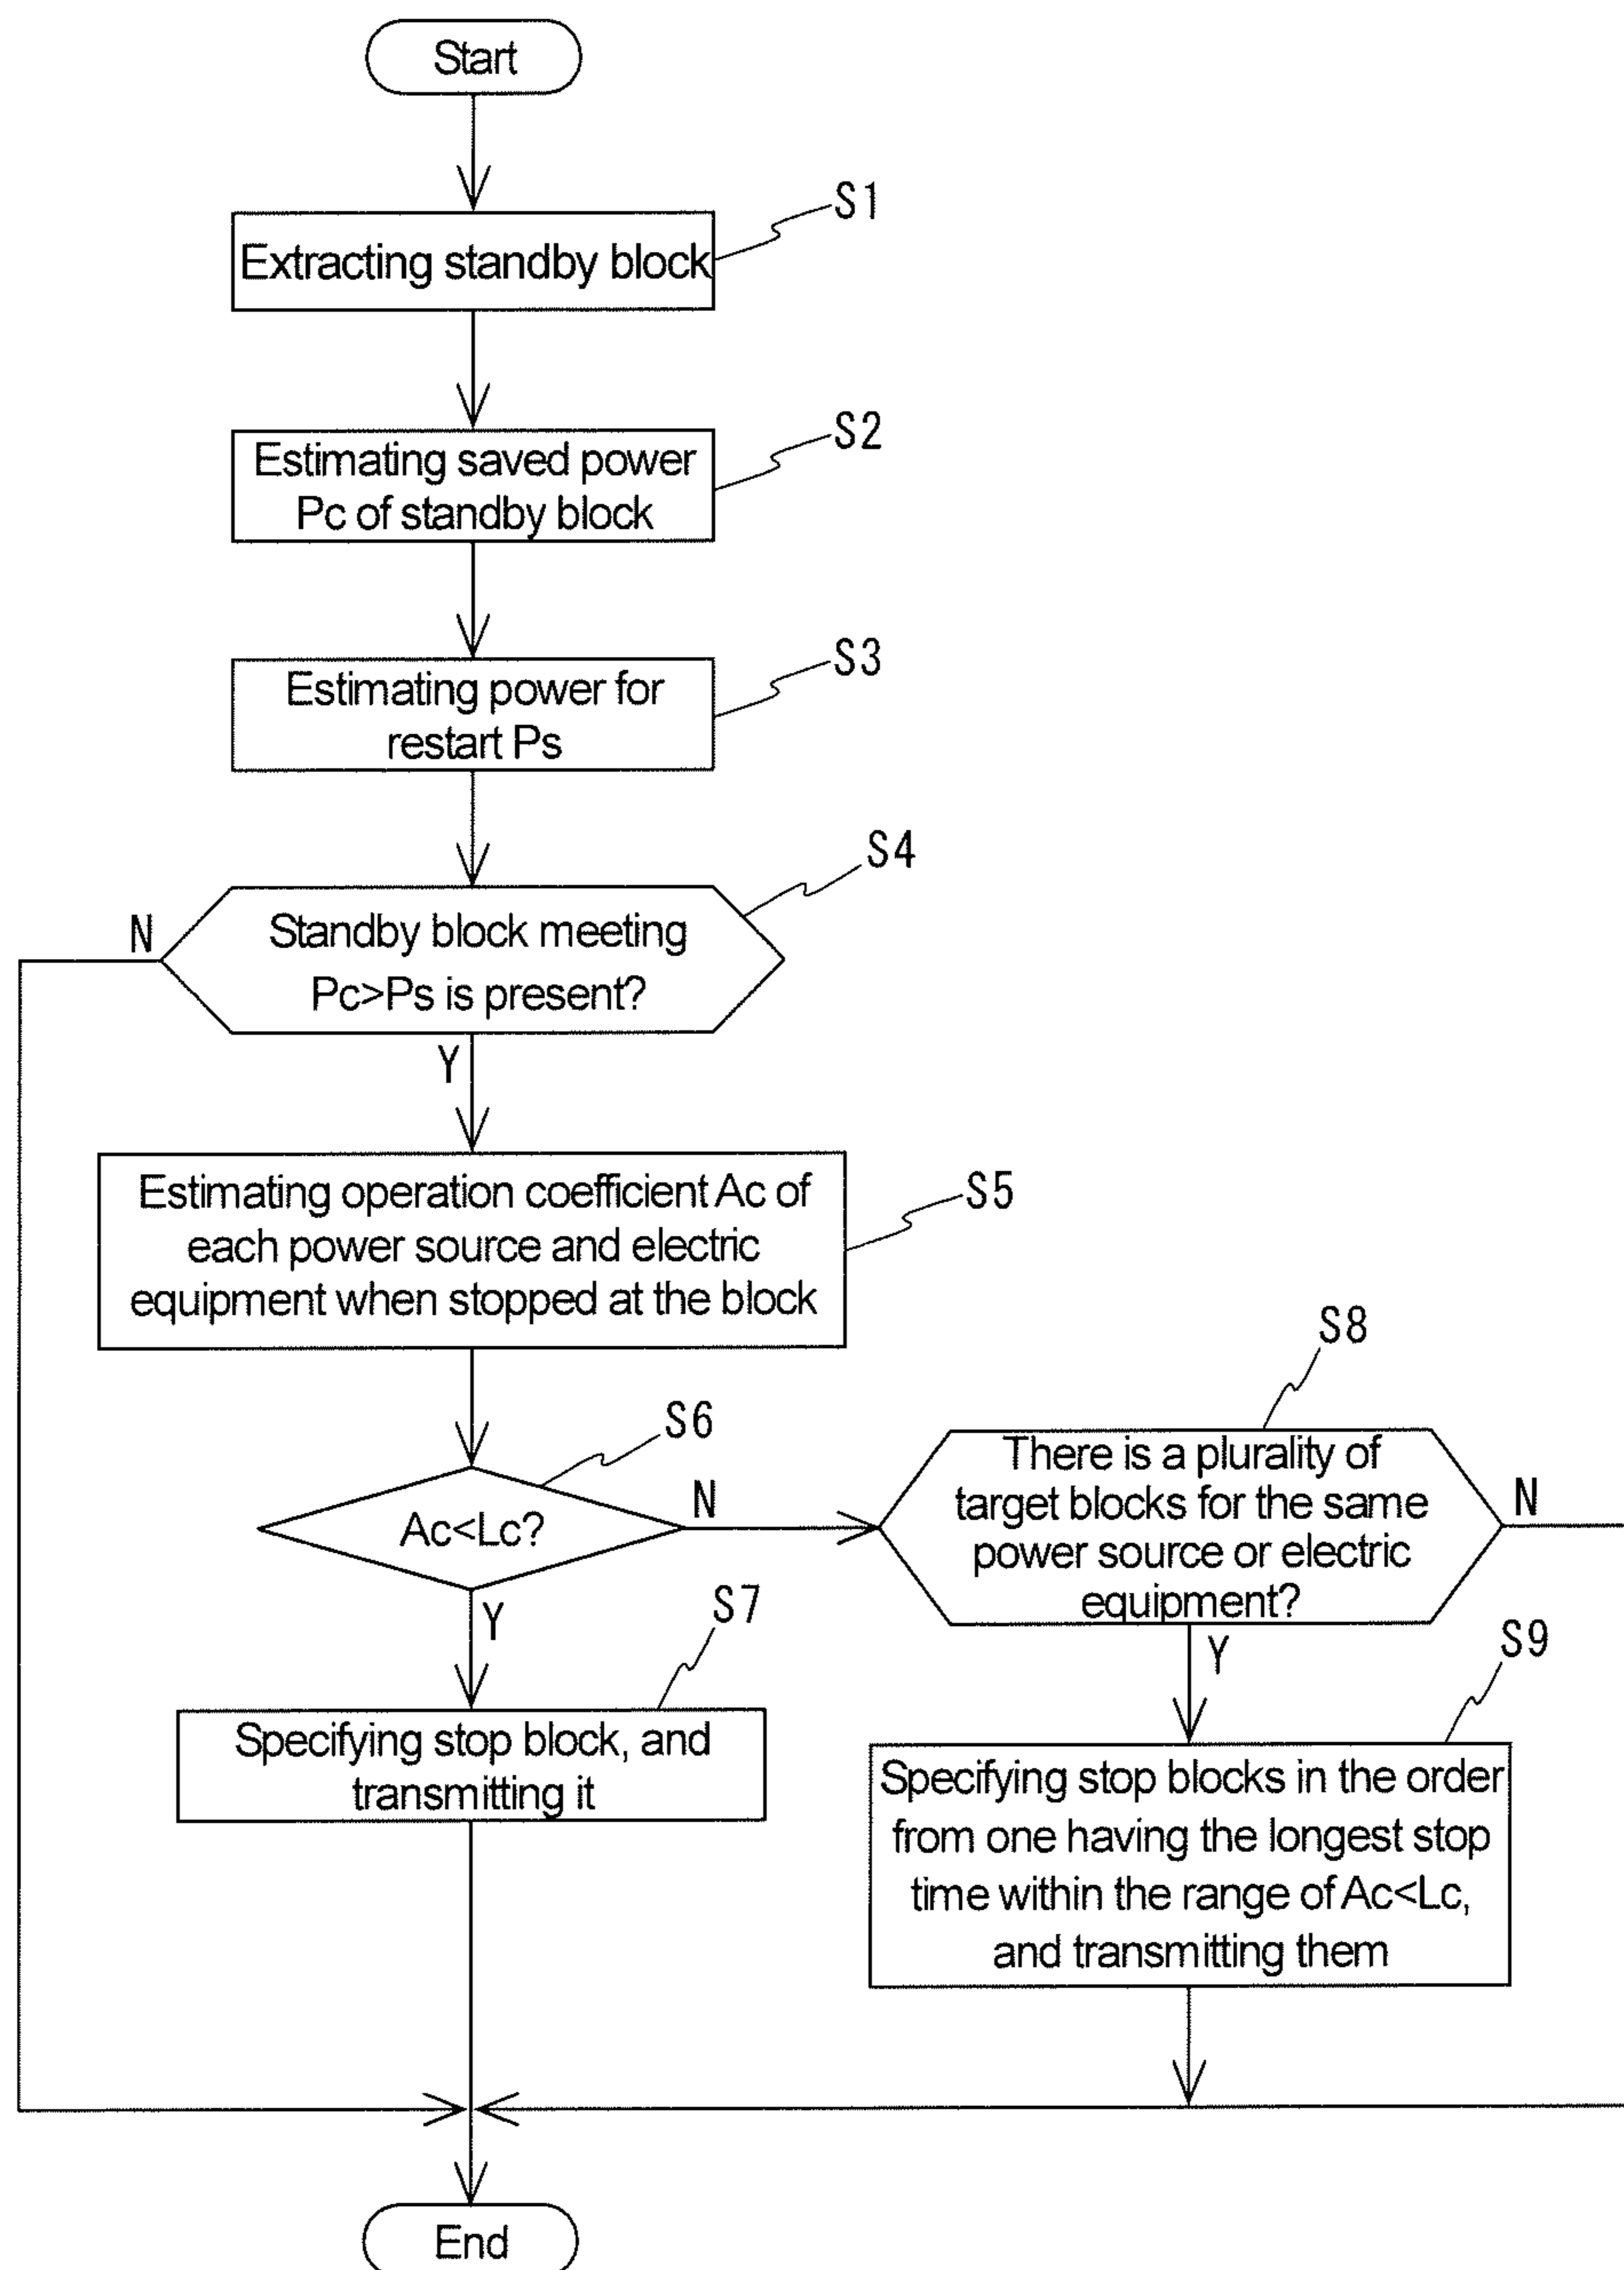 Start
S1
Extracting standby block
S2
Estimating saved power
Pc of standby block
S3
Estimating power for
restart Ps
S4
N
Standby block meeting
Pc>Ps is present?
Y
Estimating operation coefficient Ac of
each power source and electric
equipment when stopped at the block
S5
S6
Ac<Lc?
N
Y
S7
Specifying stop block, and
transmitting it
S8
There is a plurality of
target blocks for the same
power source or electric
equipment?
N
Y
S9
Specifying stop blocks in the order
from one having the longest stop
time within the range of Ac<Lc,
and transmitting them
End